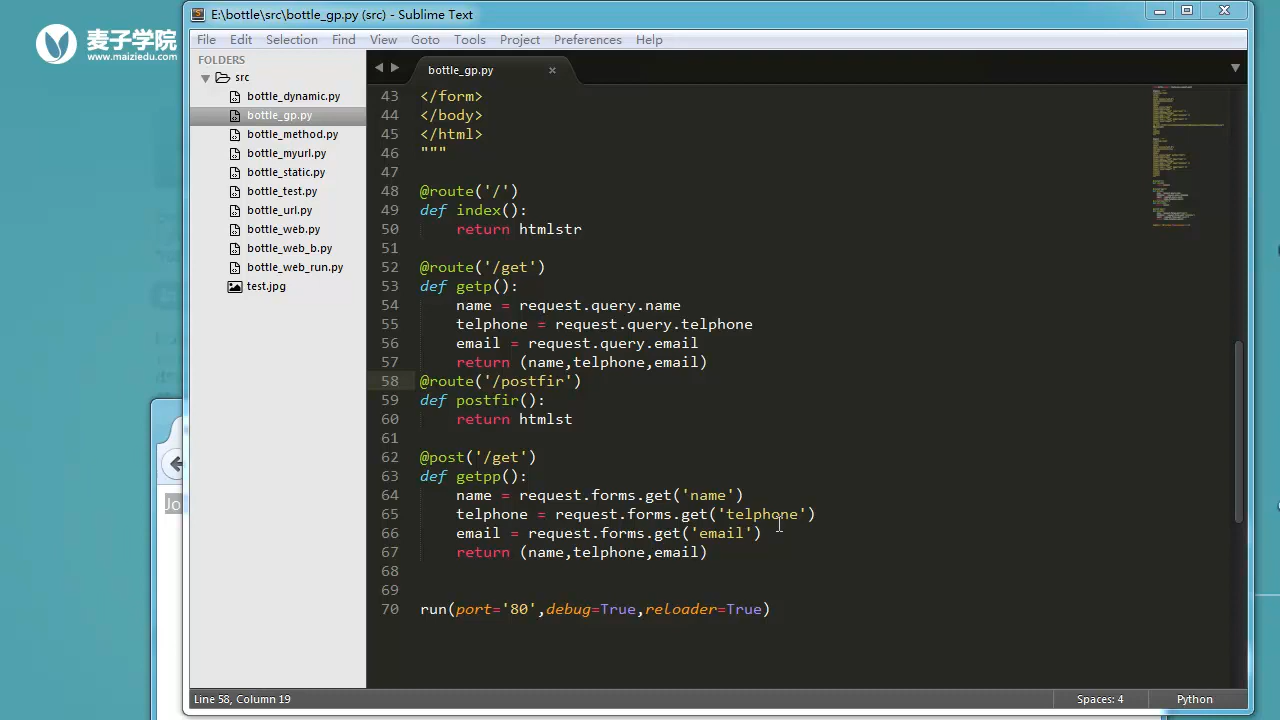 麦子学院
www.maiziedu.com
E:\bottle\src\bottle_gp.py (src) - Sublime Text
File Edit Selection Find View Goto Tools Project Preferences Help
FOLDERS
src
bottle_dynamic.py
bottle_gp.py
bottle_method.py
bottle_myurl.py
bottle_static.py
bottle_test.py
bottle_url.py
bottle_web.py
bottle_web_b.py
bottle_web_run.py
test.jpg
bottle_gp.py
43 </form>
44 </body>
45 </html>
46 """
47
48 @route('/')
49 def index():
50     return htmlstr
51
52 @route('/get')
53 def getp():
54     name = request.query.name
55     telphone = request.query.telphone
56     email = request.query.email
57     return (name,telphone,email)
58 @route('/postfir')
59 def postfir():
60     return htmlst
61
62 @post('/get')
63 def getpp():
64     name = request.forms.get('name')
65     telphone = request.forms.get('telphone')
66     email = request.forms.get('email')
67     return (name,telphone,email)
68
69
70 run(port='80',debug=True,reloader=True)
Jo
Line 58, Column 19
Spaces: 4
Python